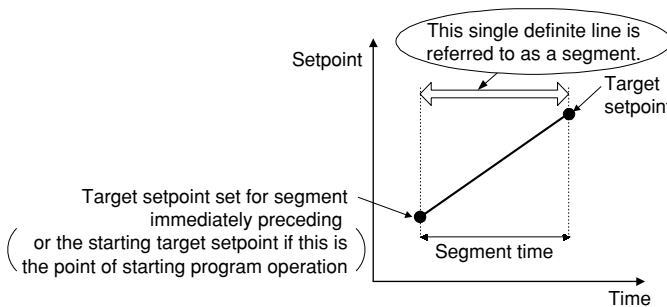 This single definite line is
referred to as a segment.
Setpoint
Target
setpoint
Target setpoint set for segment
immediately preceding
or the starting target setpoint if this is
the point of starting program operation
Segment time
Time